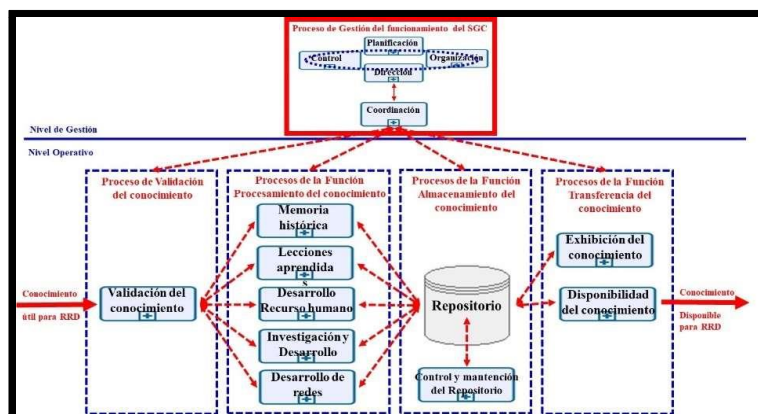 Proceso de Gestión del funcionamiento del SGC
Planificación
Control
Organización
Dirección
Coordinación
Nivel de Gestión
Nivel Operativo
Proceso de Validación
del conocimiento
Procesos de la Función
Procesamiento del conocimiento
Procesos de la Función
Almacenamiento del
conocimiento
Procesos de la Función
Transferencia del
conocimiento
Conocimiento
útil para RRD
Validación del
conocimiento
Memoria
histórica
Lecciones
aprendida
s
Desarrollo
Recurso humano
Investigación y
Desarrollo
Desarrollo de
redes
Repositorio
Control y mantención
del Repositorio
Exhibición del
conocimiento
Disponibilidad
del conocimiento
Conocimiento
Disponible
para RRD